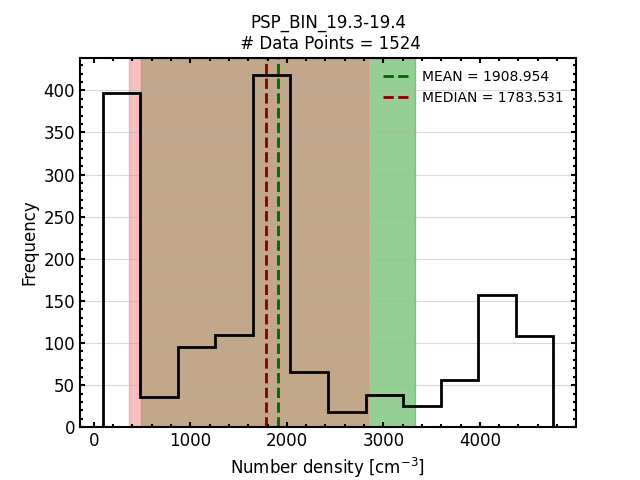 PSP_BIN_19.3-19.4
# Data Points = 1524
MEAN = 1908.954
MEDIAN = 1783.531
Frequency
400
350
300
250
200
150
100
50
0
0 1000 2000 3000 4000
Number density [cm⁻³]